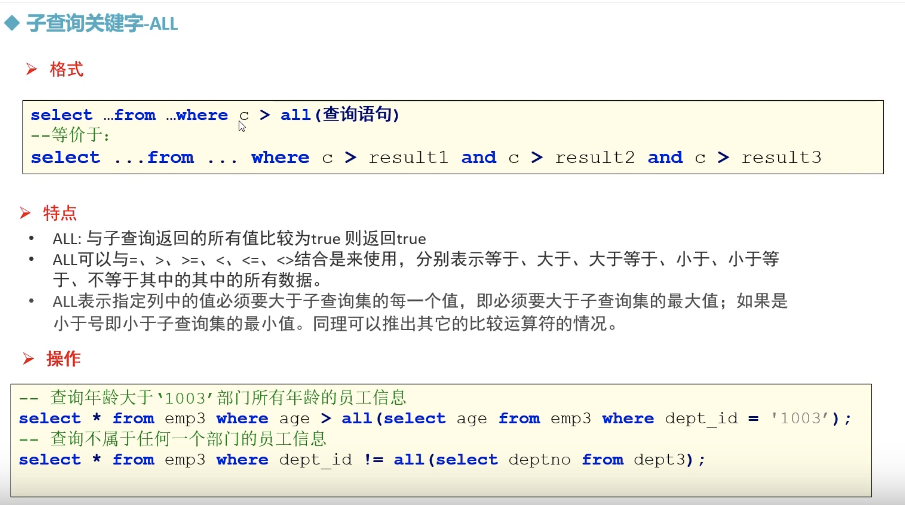 子查询关键字-ALL
格式
select …from …where c > all(查询语句)
--等价于:
select ...from ... where c > result1 and c > result2 and c > result3
特点
• ALL: 与子查询返回的所有值比较为true 则返回true
• ALL可以与=、>、>=、<、<=、<>结合是来使用，分别表示等于、大于、大于等于、小于、小于等
于、不等于其中的其中的所有数据。
• ALL表示指定列中的值必须要大于子查询集的每一个值，即必须要大于子查询集的最大值；如果是
小于号即小于子查询集的最小值。同理可以推出其它的比较运算符的情况。
操作
-- 查询年龄大于‘1003’部门所有年龄的员工信息
select * from emp3 where age > all(select age from emp3 where dept_id = '1003’);
-- 查询不属于任何一个部门的员工信息
select * from emp3 where dept_id != all(select deptno from dept3);